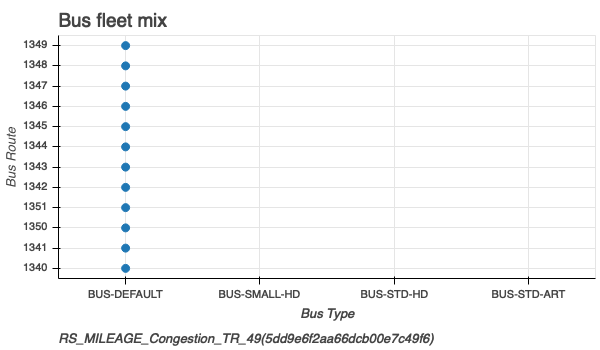 Bus fleet mix
Bus Route
1349
1348
1347
1346
1345
1344
1343
1342
1351
1350
1341
1340
BUS-DEFAULT BUS-SMALL-HD BUS-STD-HD BUS-STD-ART
Bus Type
RS_MILEAGE_Congestion_TR_49(5dd9e6f2aa66dcb00e7c49f6)